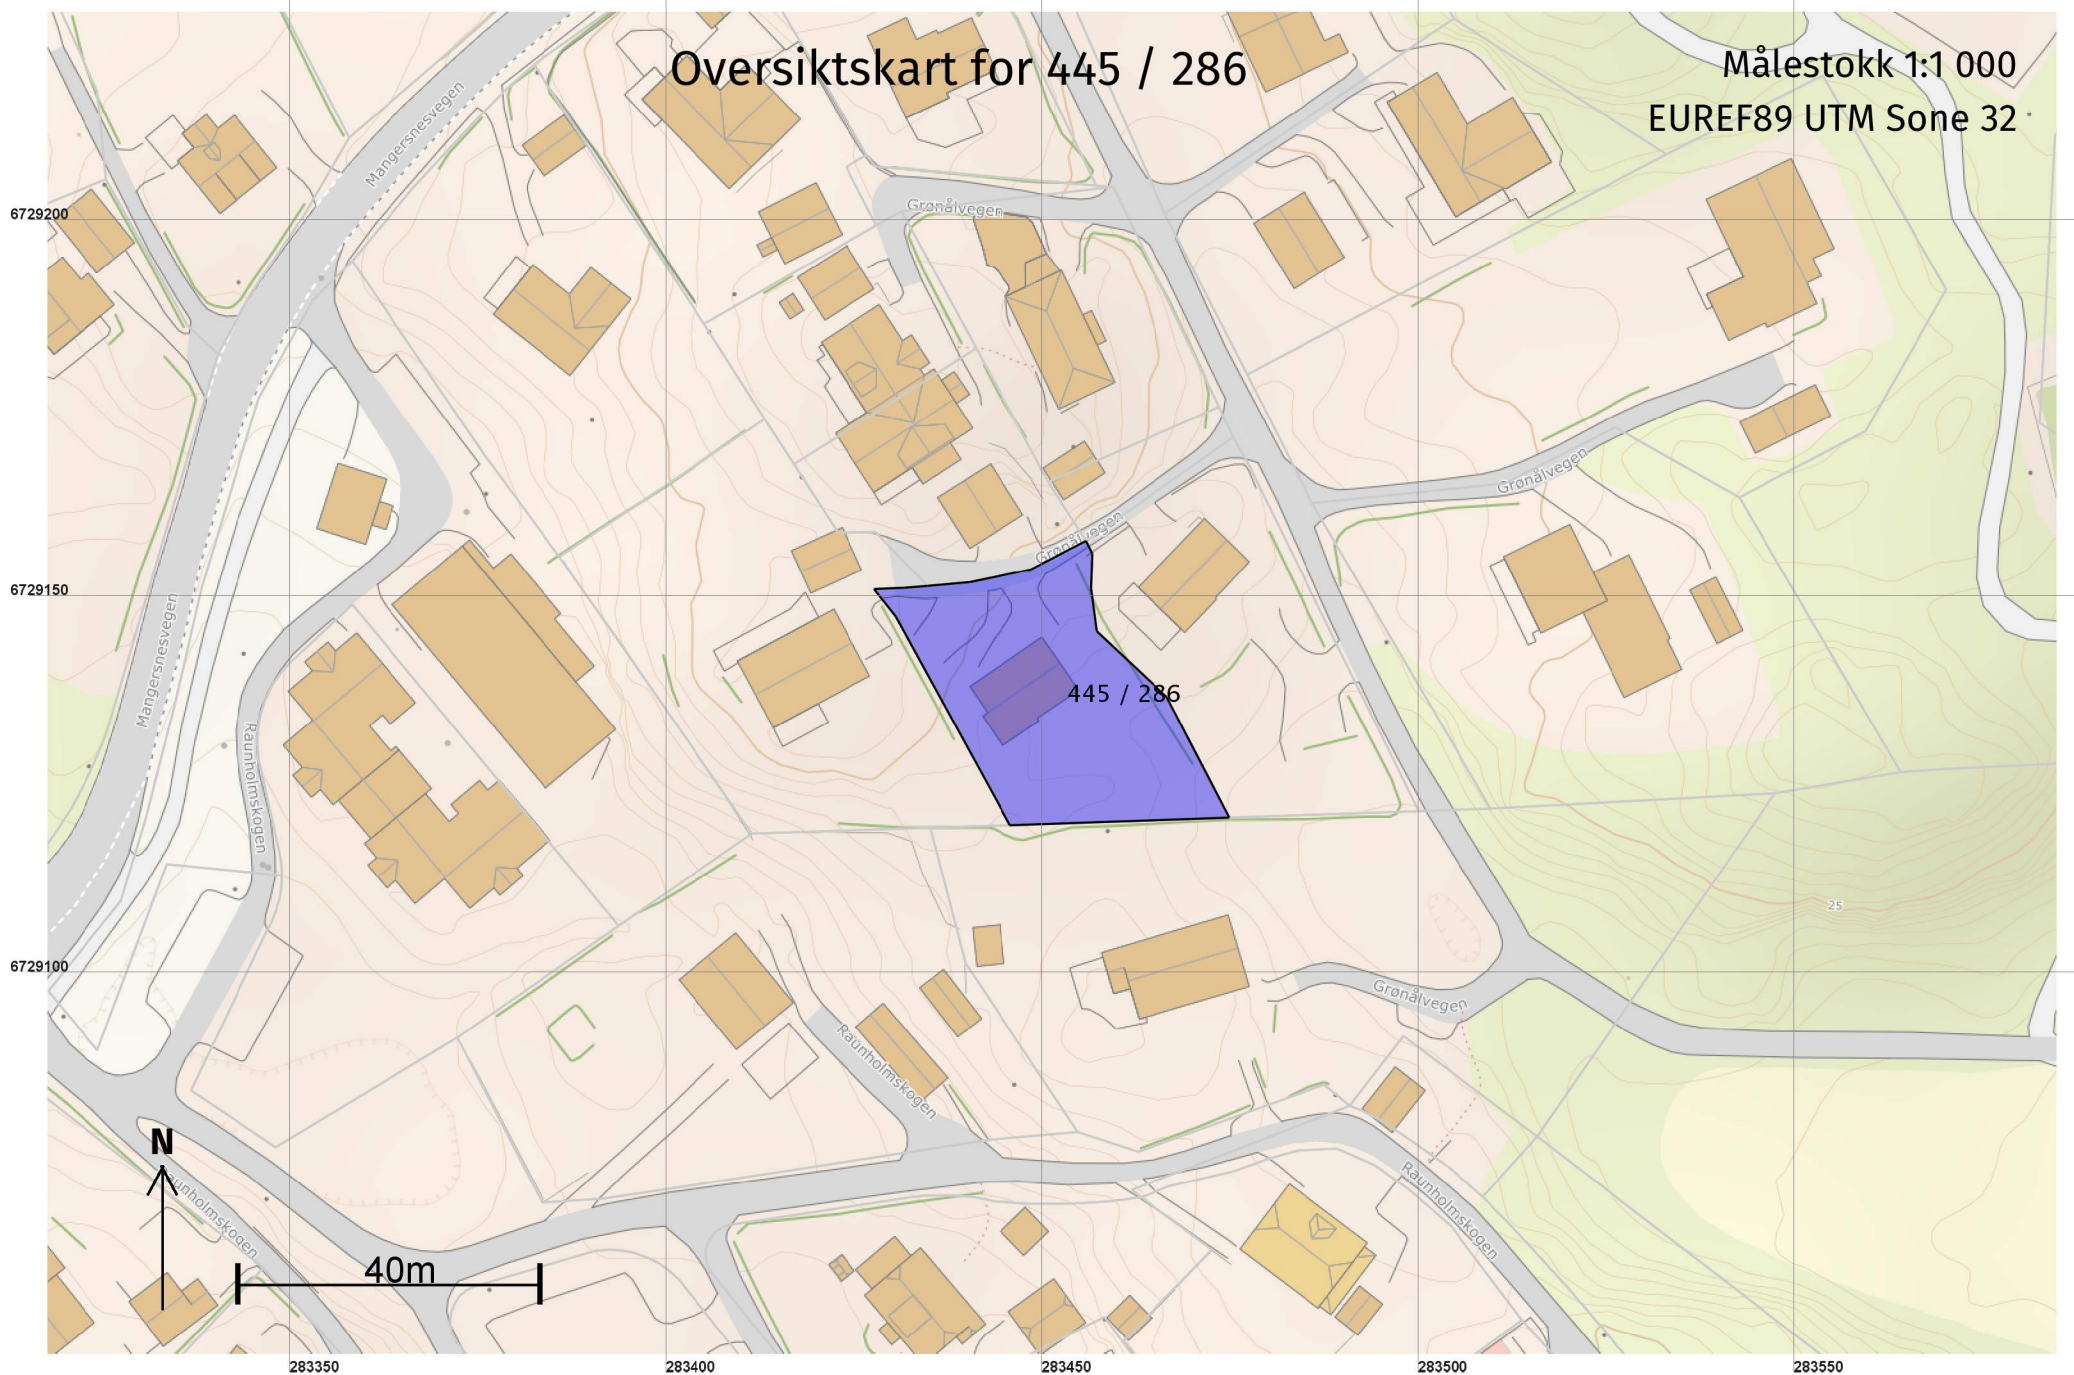 Oversiktskart for 445 / 286
Målestokk 1:1 000
EUREF89 UTM Sone 32
Mangersnesvegen
6729200
Grønålvegen
Grønålvegen
Grønålvegen
6729150
Mangersnesvegen
445 / 286
Raunholmskogen
25
6729100
Grønålvegen
Raunholmskogen
N
Raunholmskogen
aunholmskogen
40m
283350
283400
283450
283500
283550